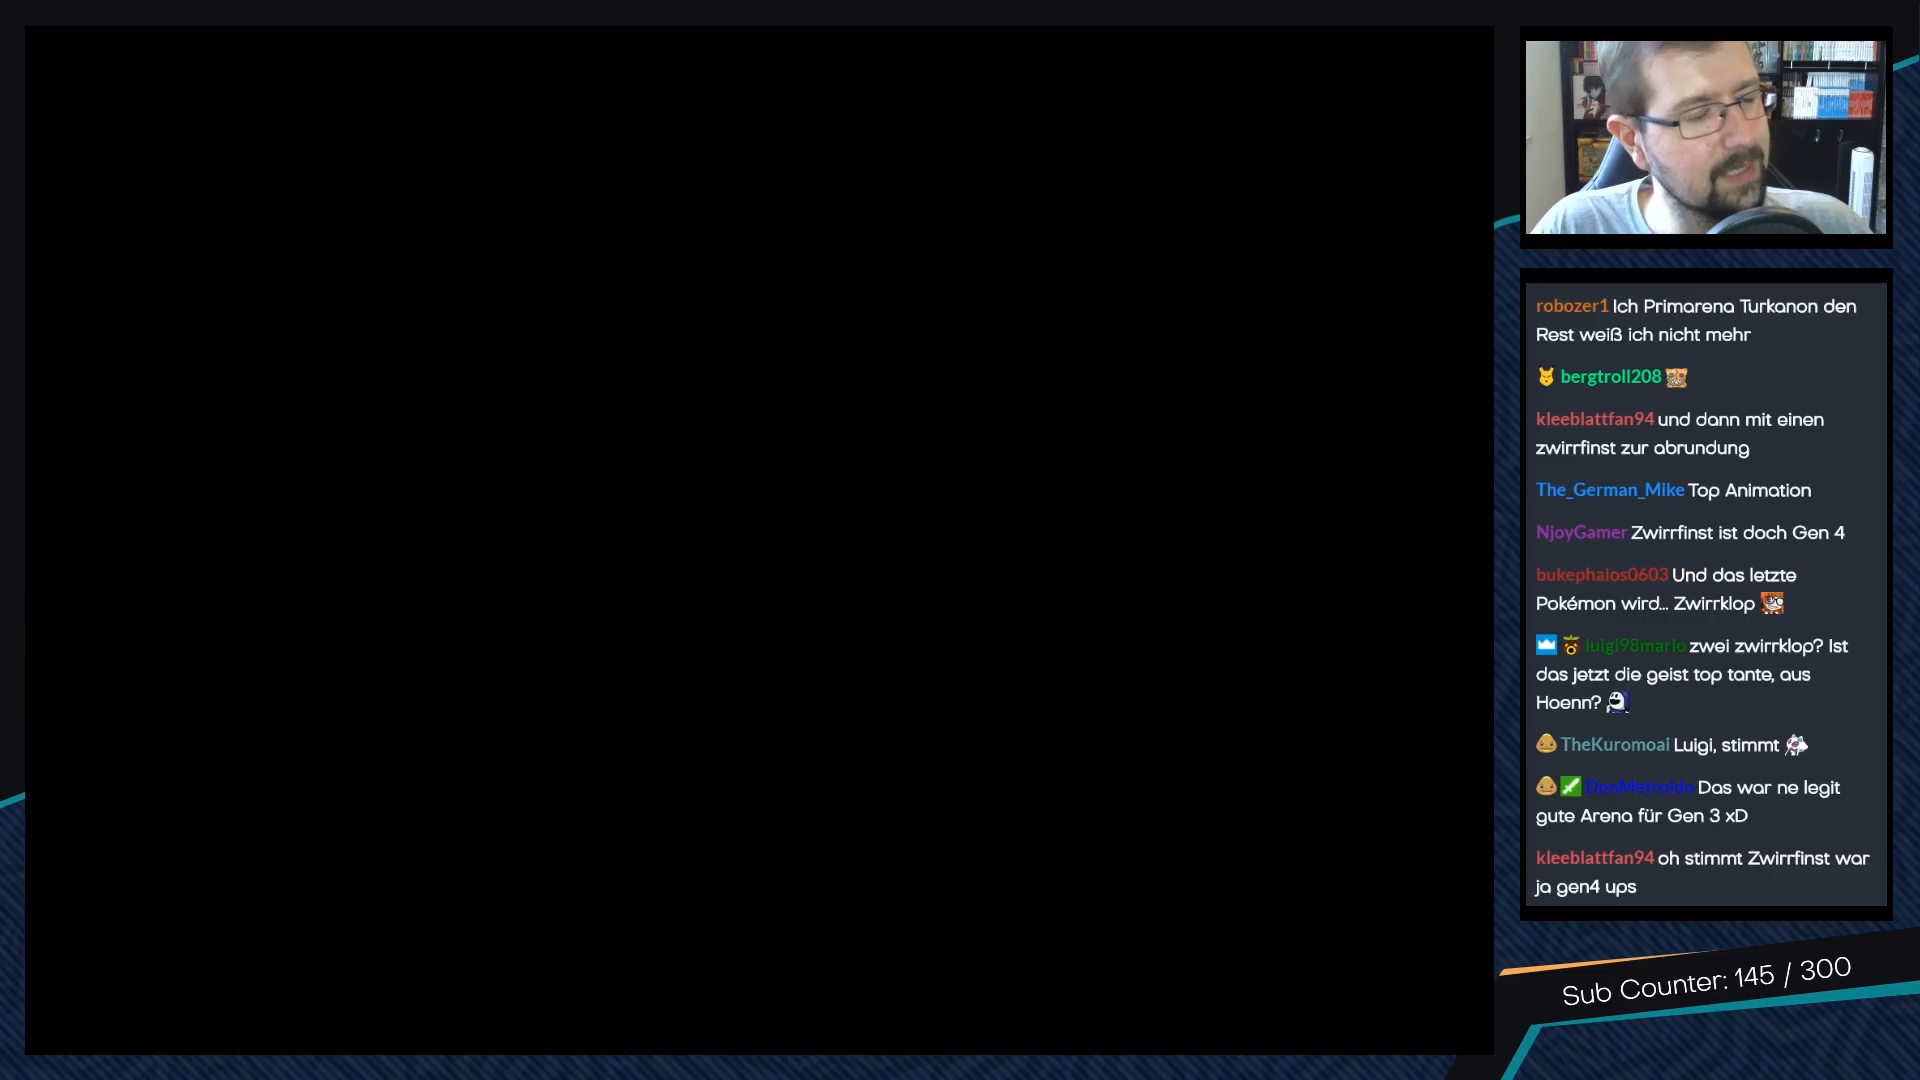 robozer1 Ich Primarena Turkanon den
Rest weiß ich nicht mehr
bergtroll208
kleeblattfan94 und dann mit einen
zwirrfinst zur abrundung
The_German_Mike Top Animation
NjoyGamer Zwirrfinst ist doch Gen 4
bukephalos0603 Und das letzte
Pokémon wird... Zwirrklop
luigi98mario zwei zwirrklop? Ist
das jetzt die geist top tante, aus
Hoenn?
TheKuromoai Luigi, stimmt
DonMetroido Das war ne legit
gute Arena für Gen 3 xD
kleeblattfan94 oh stimmt Zwirrfinst war
ja gen4 ups
Sub Counter: 145 / 300